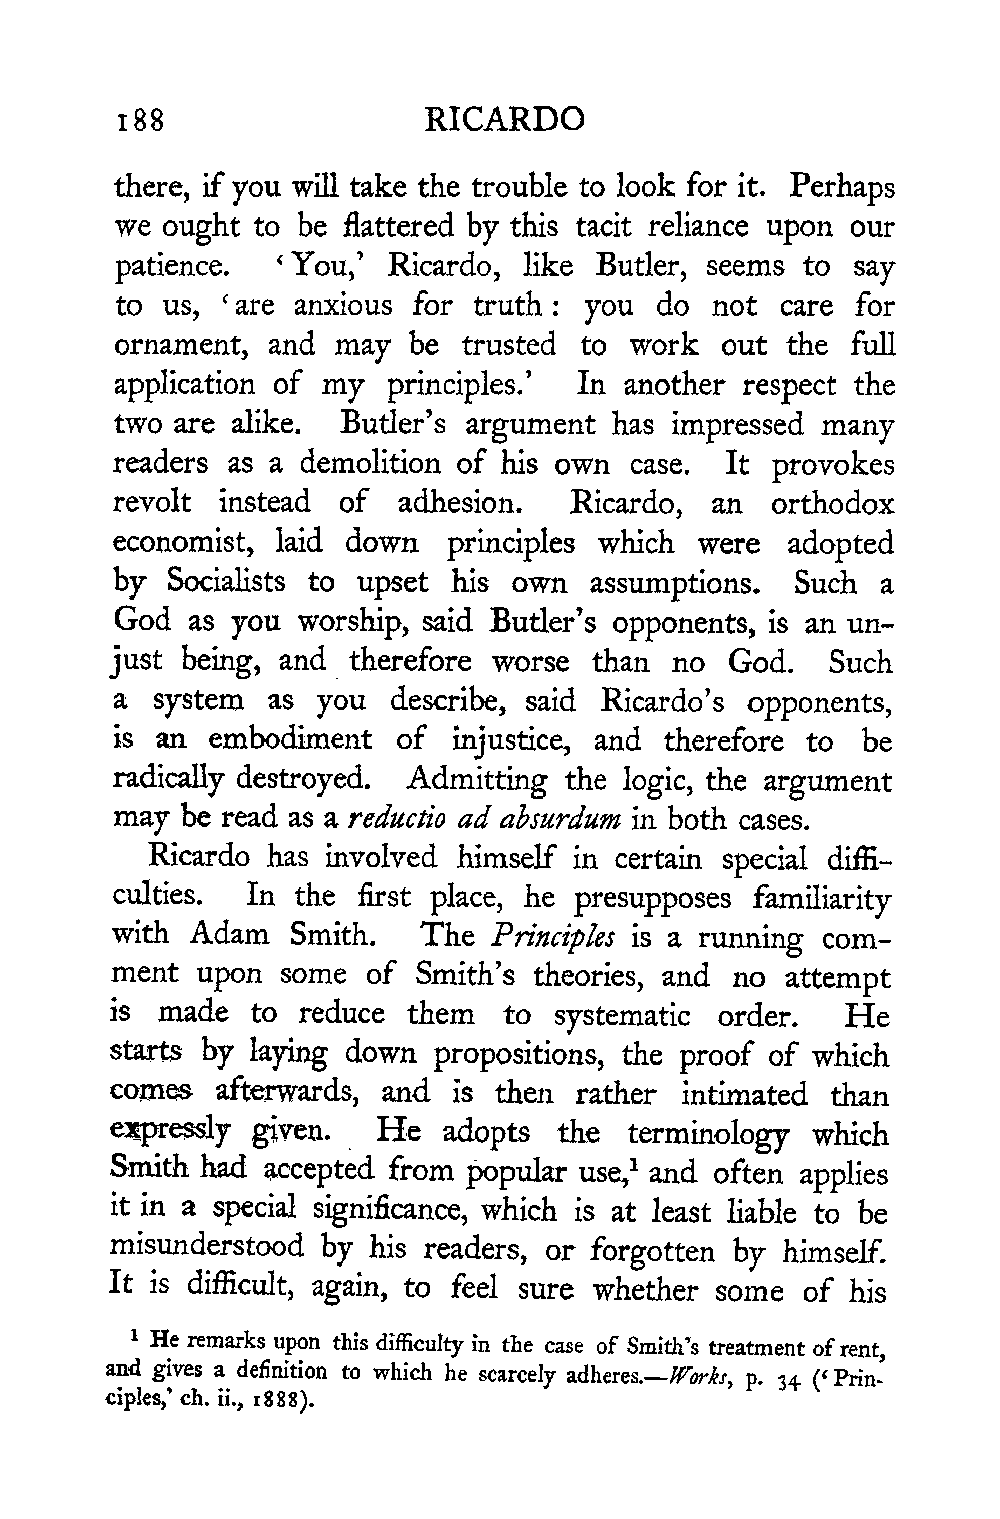 188 RICARDO
there, if you will take the trouble to look for it. Perhaps
we ought to be flattered by this tacit reliance upon our
patience. ‘You,’ Ricardo, like Butler, seems to say
to us, ‘are anxious for truth: you do not care for
ornament, and may be trusted to work out the full
application of my principles.’ In another respect the
two are alike. Butler’s argument has impressed many
readers as a demolition of his own case. It provokes
revolt instead of adhesion. Ricardo, an orthodox
economist, laid down principles which were adopted
by Socialists to upset his own assumptions. Such a
God as you worship, said Butler’s opponents, is an un-
just being, and therefore worse than no God. Such
a system as you describe, said Ricardo’s opponents,
is an embodiment of injustice, and therefore to be
radically destroyed. Admitting the logic, the argument
may be read as a reductio ad absurdum in both cases.
Ricardo has involved himself in certain special diffi-
culties. In the first place, he presupposes familiarity
with Adam Smith. The Principles is a running com-
ment upon some of Smith’s theories, and no attempt
is made to reduce them to systematic order. He
starts by laying down propositions, the proof of which
comes afterwards, and is then rather intimated than
expressly given. He adopts the terminology which
Smith had accepted from popular use,¹ and often applies
it in a special significance, which is at least liable to be
misunderstood by his readers, or forgotten by himself.
It is difficult, again, to feel sure whether some of his
¹ He remarks upon this difficulty in the case of Smith’s treatment of rent,
and gives a definition to which he scarcely adheres.—Works, p. 34 (‘Prin-
ciples,’ ch. ii., 1888).